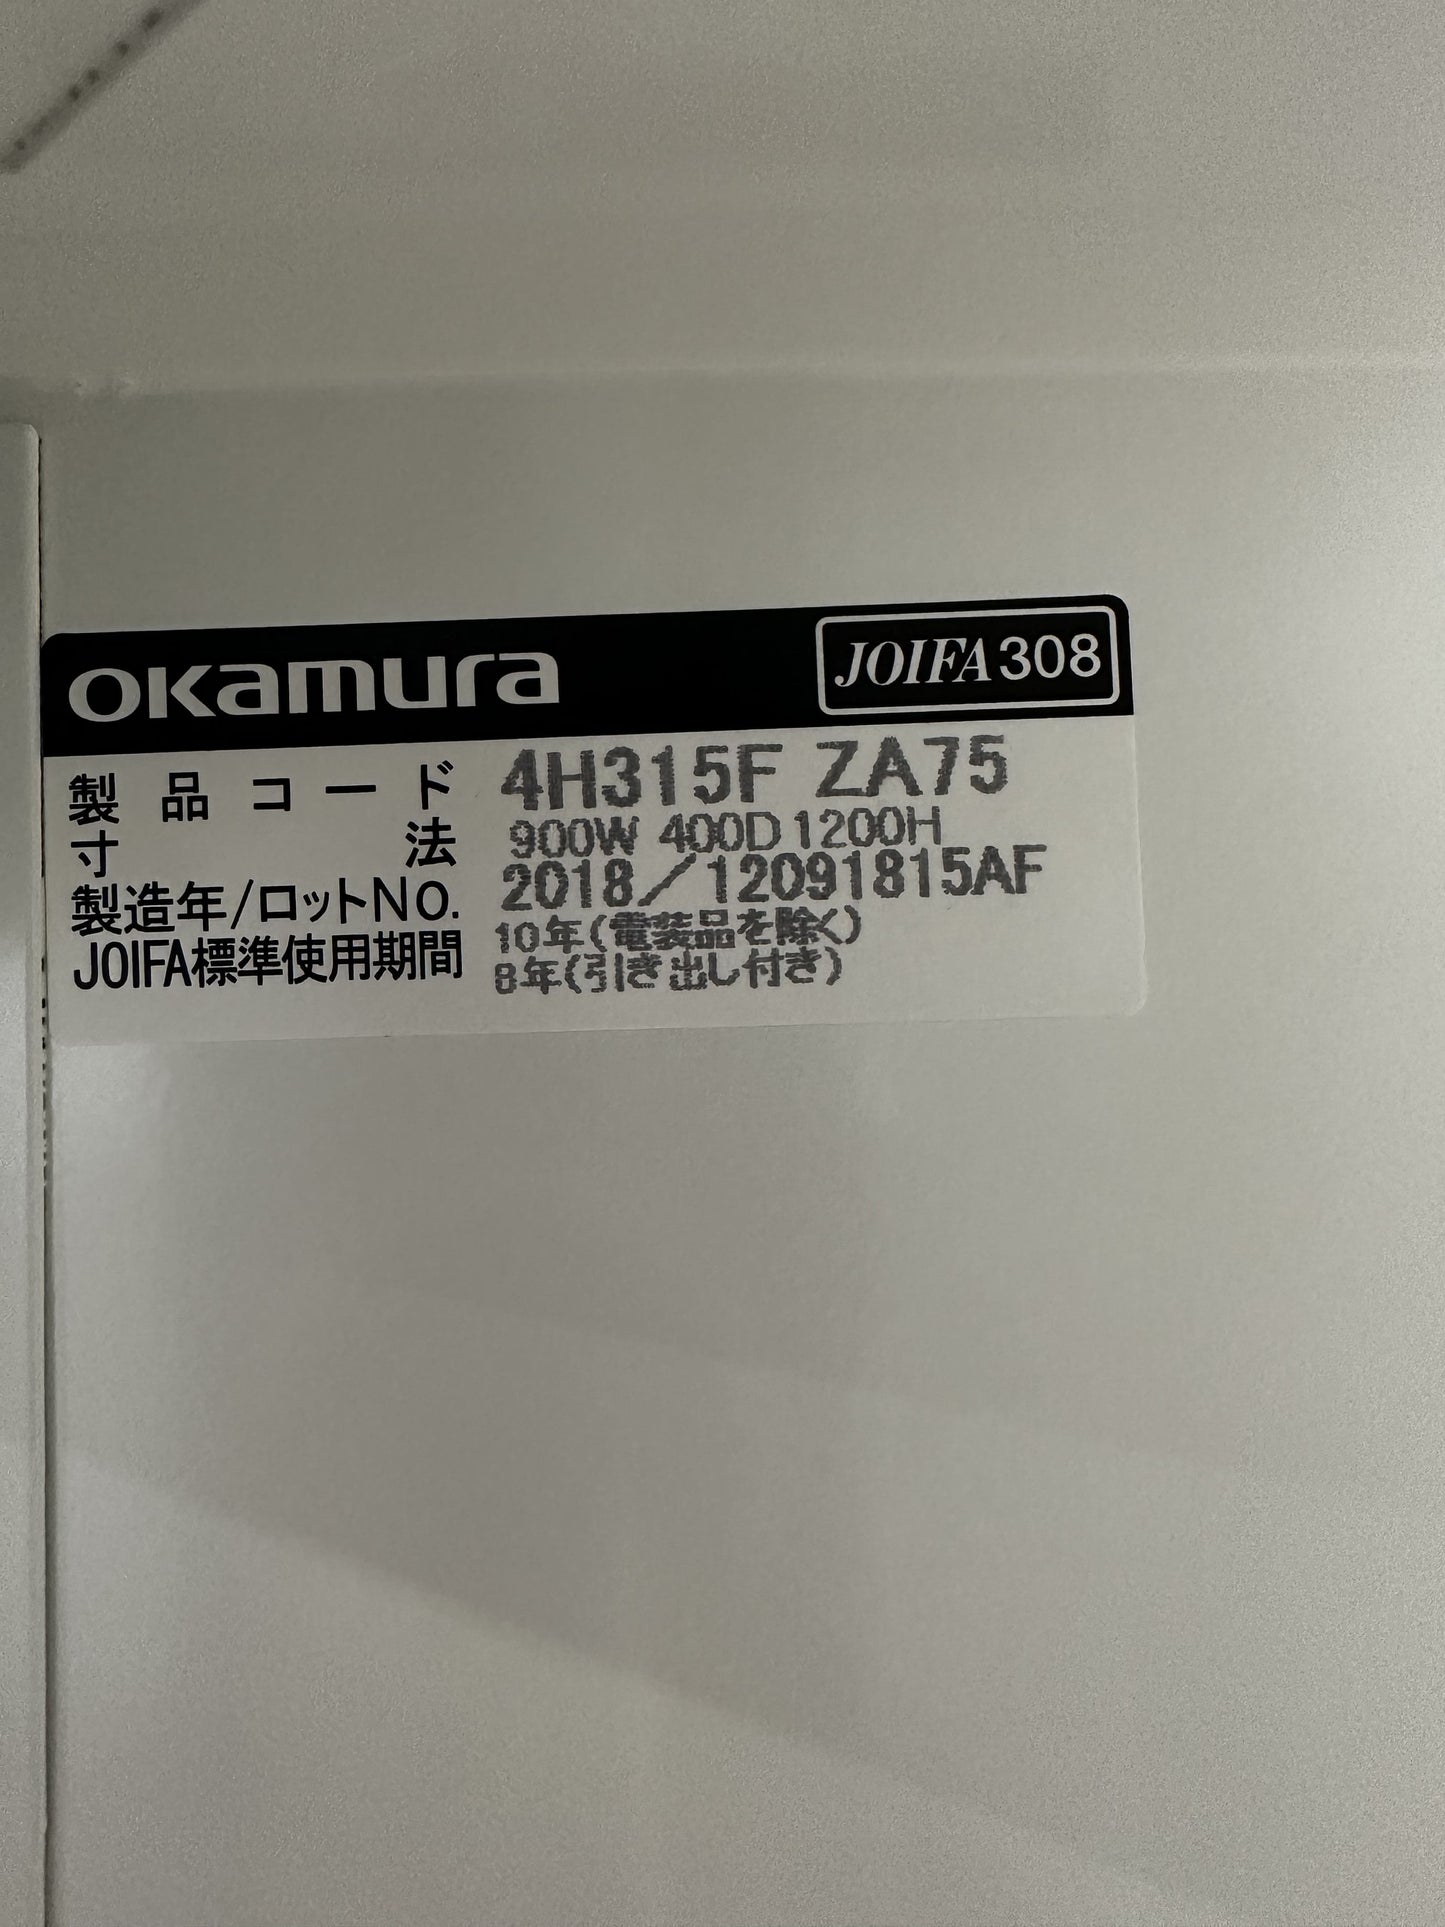 okamura JOIFA308
製品コード 4H315F ZA75
寸法 900W 400D 1200H
製造年/ロットNO. 2018/12091815AF
JOIFA標準使用期間 10年(電装品を除く)
8年(引き出し付き)